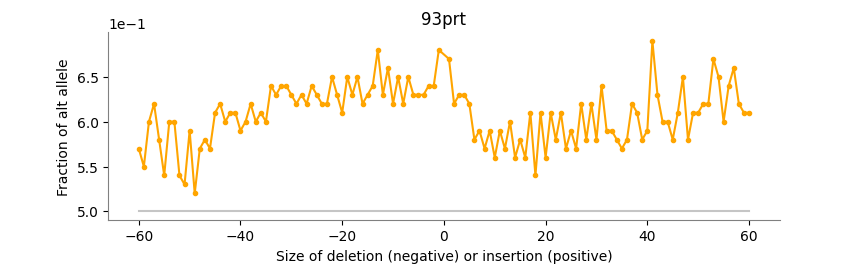 93prt
1e−1
Fraction of alt allele
6.5
6.0
5.5
5.0
−60 −40 −20 0 20 40 60
Size of deletion (negative) or insertion (positive)